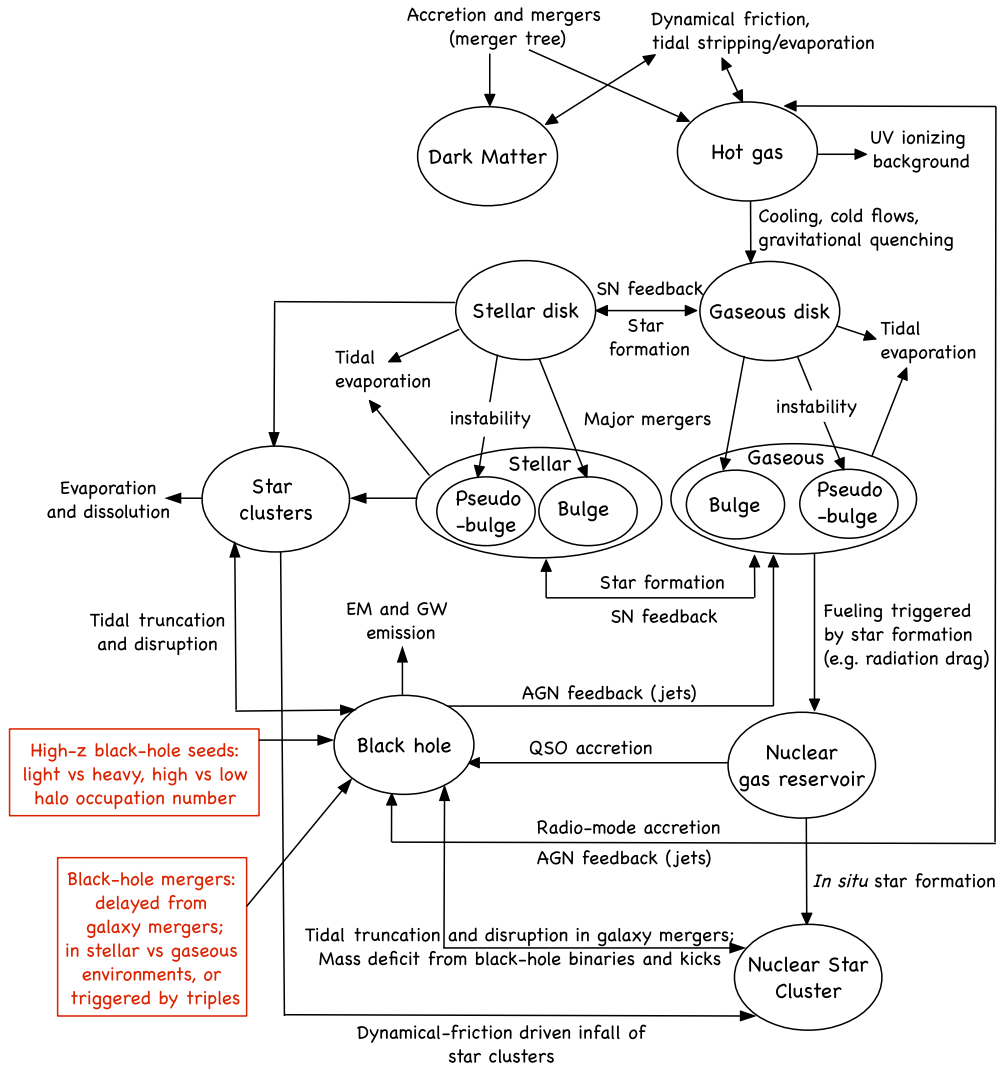 Accretion and mergers
(merger tree)
Dynamical friction,
tidal stripping/evaporation
Dark Matter
Hot gas
UV ionizing
background
Cooling, cold flows,
gravitational quenching
Stellar disk
SN feedback
Star
formation
Gaseous disk
Tidal
evaporation
Tidal
evaporation
instability
Major mergers
instability
Star
clusters
Evaporation
and dissolution
Stellar
Pseudo
-bulge
Bulge
Gaseous
Bulge
Pseudo
-bulge
Star formation
SN feedback
Tidal truncation
and disruption
EM and GW
emission
Fueling triggered
by star formation
(e.g. radiation drag)
AGN feedback (jets)
Black hole
QSO accretion
Nuclear
gas reservoir
High-z black-hole seeds:
light vs heavy, high vs low
halo occupation number
Radio-mode accretion
AGN feedback (jets)
Black-hole mergers:
delayed from
galaxy mergers;
in stellar vs gaseous
environments, or
triggered by triples
In situ star formation
Tidal truncation and disruption in galaxy mergers;
Mass deficit from black-hole binaries and kicks
Nuclear Star
Cluster
Dynamical-friction driven infall of
star clusters